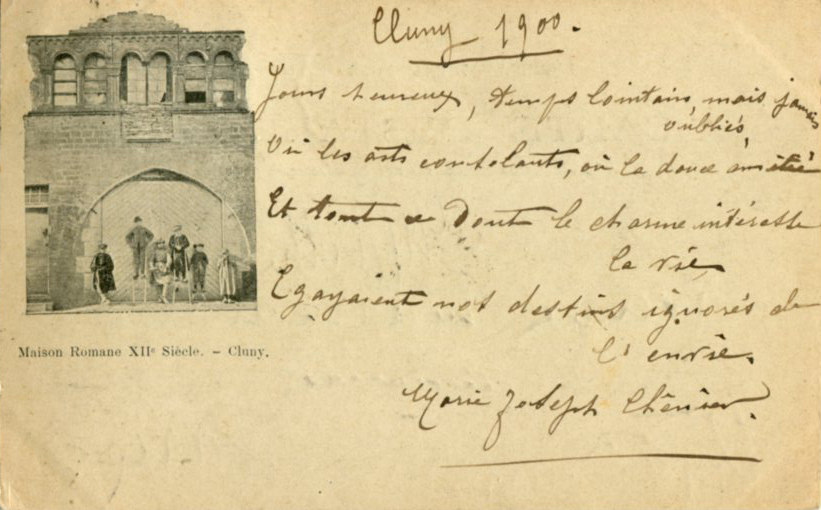 Cluny 1900.
Jours heureux, temps lointain, mais jamais
oubliés,
Où les arts consolants, où la douce amitié
Et tout ce dont le charme intéresse
la vie,
Egayaient nos destins ignorés de
l'envie.
Marie Joseph Chénier.
Maison Romane XIIe Siècle. - Cluny.